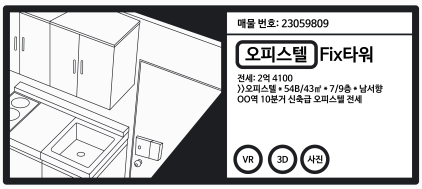 매물 번호: 23059809
오피스텔 Fix타워
전세: 2억 4100
>>오피스텔 • 54B/43㎡ • 7/9층 • 남서향
OO역 10분거 신축급 오피스텔 전세
VR 3D 사진